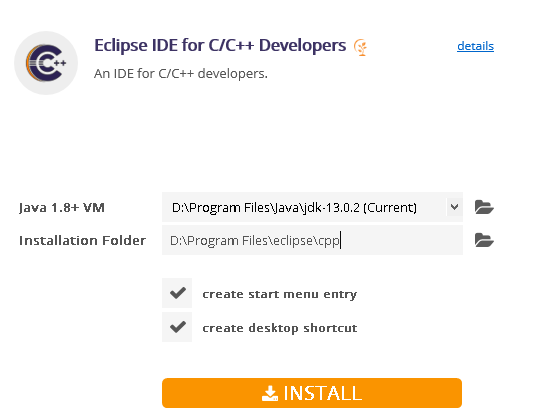 C++
Eclipse IDE for C/C++ Developers
details
An IDE for C/C++ developers.
Java 1.8+ VM
D:\Program Files\Java\jdk-13.0.2 (Current)
Installation Folder
D:\Program Files\eclipse\cpp
create start menu entry
create desktop shortcut
INSTALL